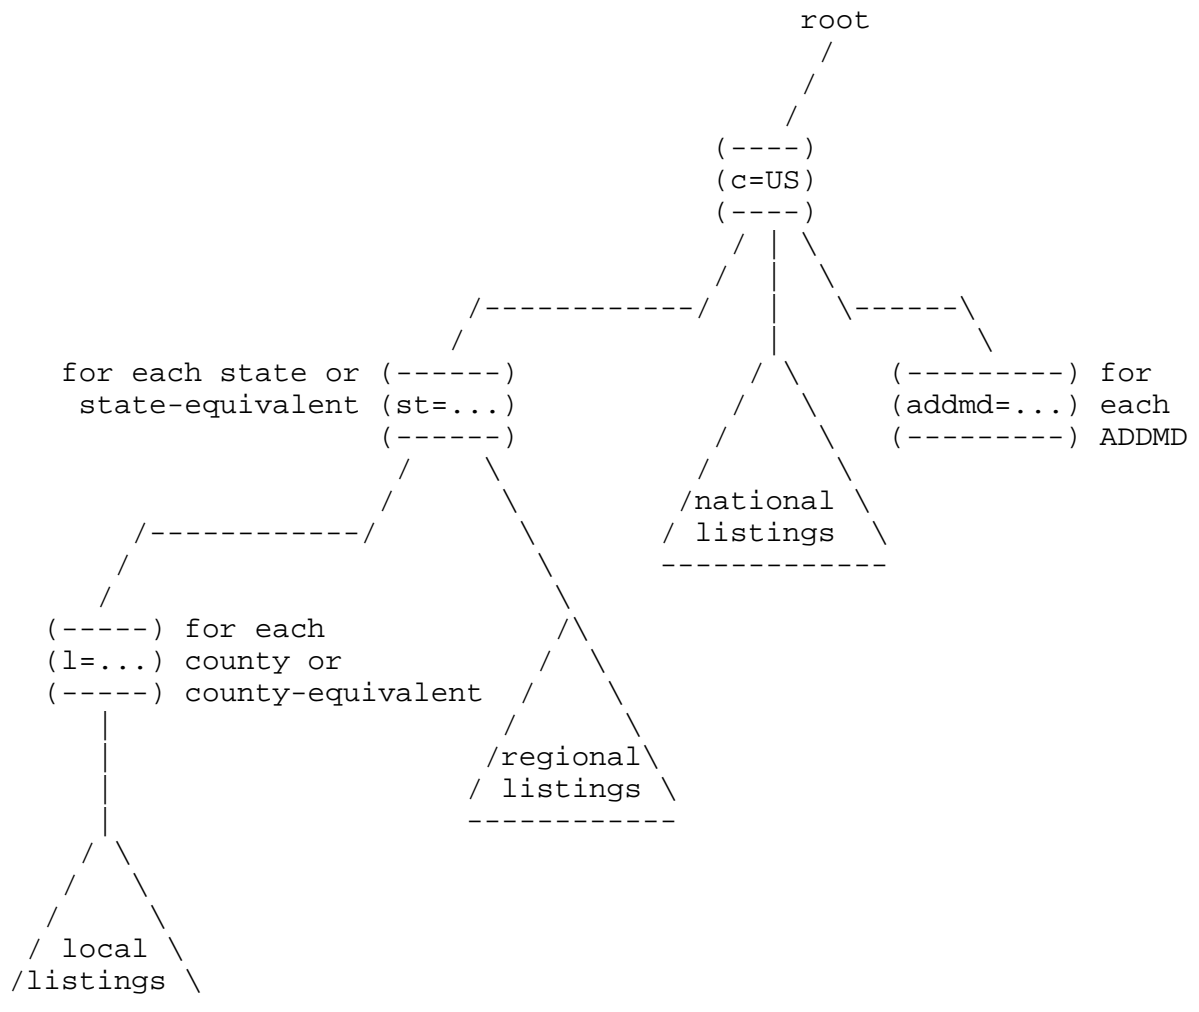 root
/
/
/
(----)
(c=US)
(----)
/ | \
/ | \
/------------/ | \------\
/ | \
for each state or (------) / \ (---------) for
state-equivalent (st=...) / \ (addmd=...) each
(------) / \ (---------) ADDMD
/ \ / \
/ \ /national \
/------------/ \ / listings \
/ \ -------------
/ \
(-----) for each /\
(l=...) county or / \
(-----) county-equivalent / \
| / \
| /regional\
| / listings \
| ------------
/ \
/ \
/ \
/ local \
/listings \